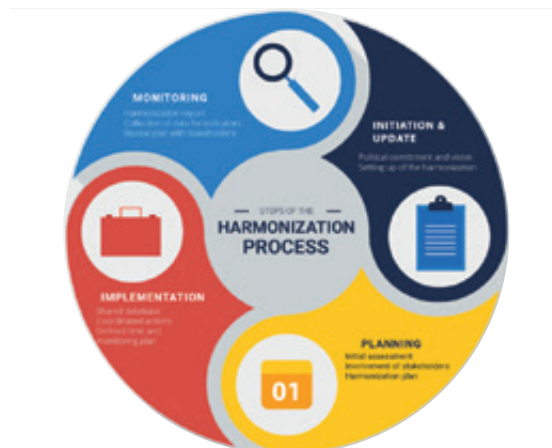 STEPS OF THE
HARMONIZATION
PROCESS
INITIATION &
UPDATE
Political commitment and vision
Setting up of the harmonisation
PLANNING
Initial assessment
Involvement of stakeholders
Harmonization plan
01
IMPLEMENTATION
Shared database
Coordinated actions
Defined time and
monitoring plan
MONITORING
Harmonization report
Collection of data for indicators
Review plan with stakeholders